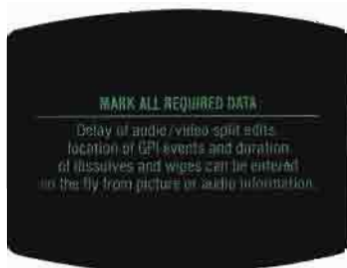 MARK ALL REQUIRED DATA
Delay of audio/video split edits,
location of GPI events and duration
of dissolves and wipes can be entered
on the fly from picture or audio information.